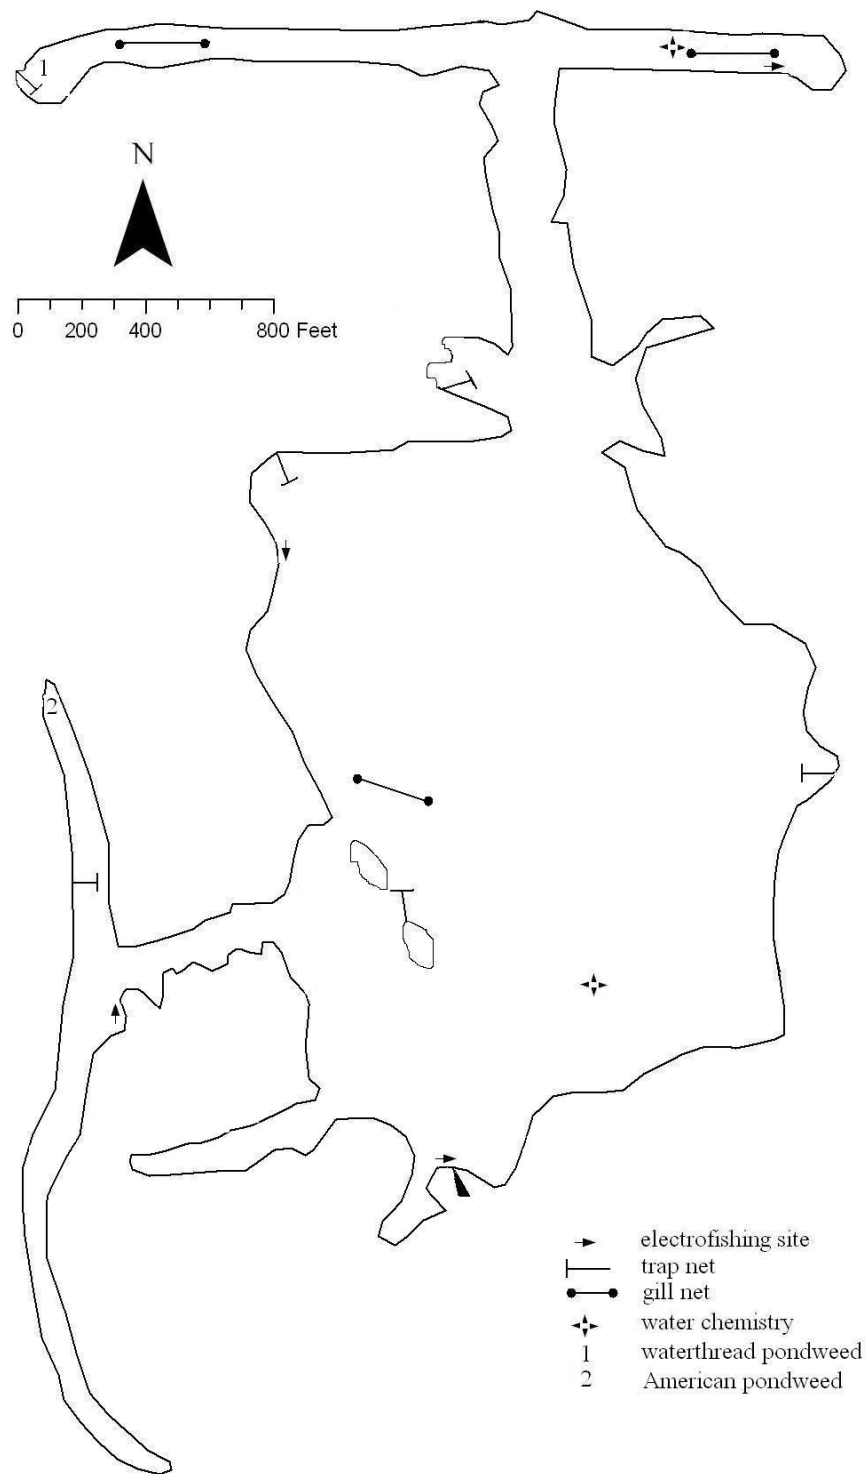 1
N
0 200 400 800 Feet
2
electrofishing site
trap net
gill net
water chemistry
1 waterthread pondweed
2 American pondweed